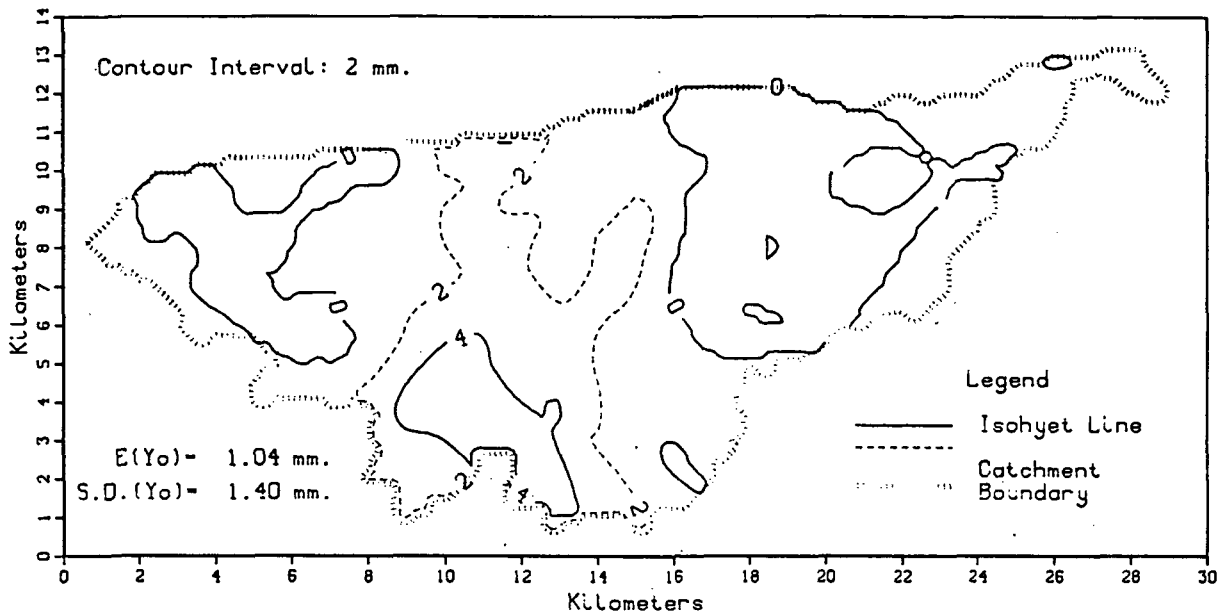 Contour Interval: 2 mm.
E(Yo)= 1.04 mm.
S.D.(Yo)= 1.40 mm.
Legend
Isohyet Line
Catchment
Boundary
0
0
0
0
0
2
2
2
2
2
4
4
14
13
12
11
10
9
8
7
6
5
4
3
2
1
0
Kilometers
0 2 4 6 8 10 12 14 16 18 20 22 24 26 28 30
Kilometers